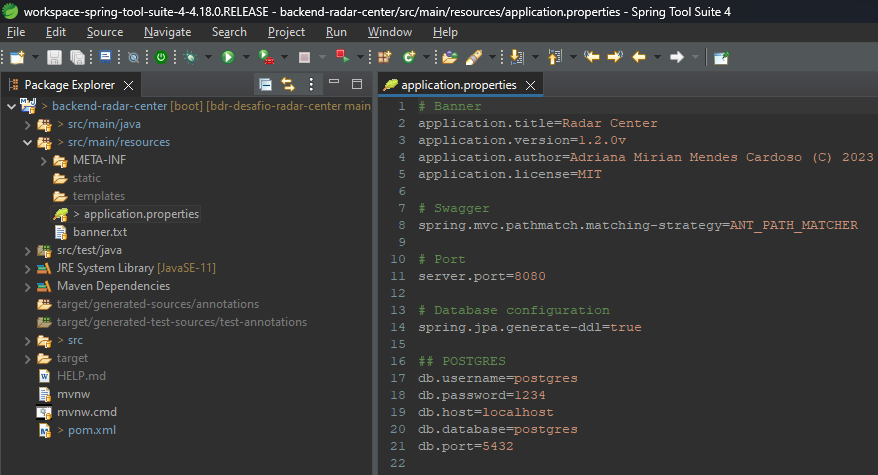 workspace-spring-tool-suite-4-4.18.0.RELEASE - backend-radar-center/src/main/resources/application.properties - Spring Tool Suite 4
File Edit Source Navigate Search Project Run Window Help
Package Explorer
> backend-radar-center [boot] [bdr-desafio-radar-center main
> src/main/java
> src/main/resources
META-INF
static
templates
> application.properties
banner.txt
src/test/java
JRE System Library [JavaSE-11]
Maven Dependencies
target/generated-sources/annotations
target/generated-test-sources/test-annotations
> src
target
HELP.md
mvnw
mvnw.cmd
> pom.xml
application.properties
1 # Banner
2 application.title=Radar Center
3 application.version=1.2.0v
4 application.author=Adriana Mirian Mendes Cardoso (C) 2023
5 application.license=MIT
6
7 # Swagger
8 spring.mvc.pathmatch.matching-strategy=ANT_PATH_MATCHER
9
10 # Port
11 server.port=8080
12
13 # Database configuration
14 spring.jpa.generate-ddl=true
15
16 ## POSTGRES
17 db.username=postgres
18 db.password=1234
19 db.host=localhost
20 db.database=postgres
21 db.port=5432
22